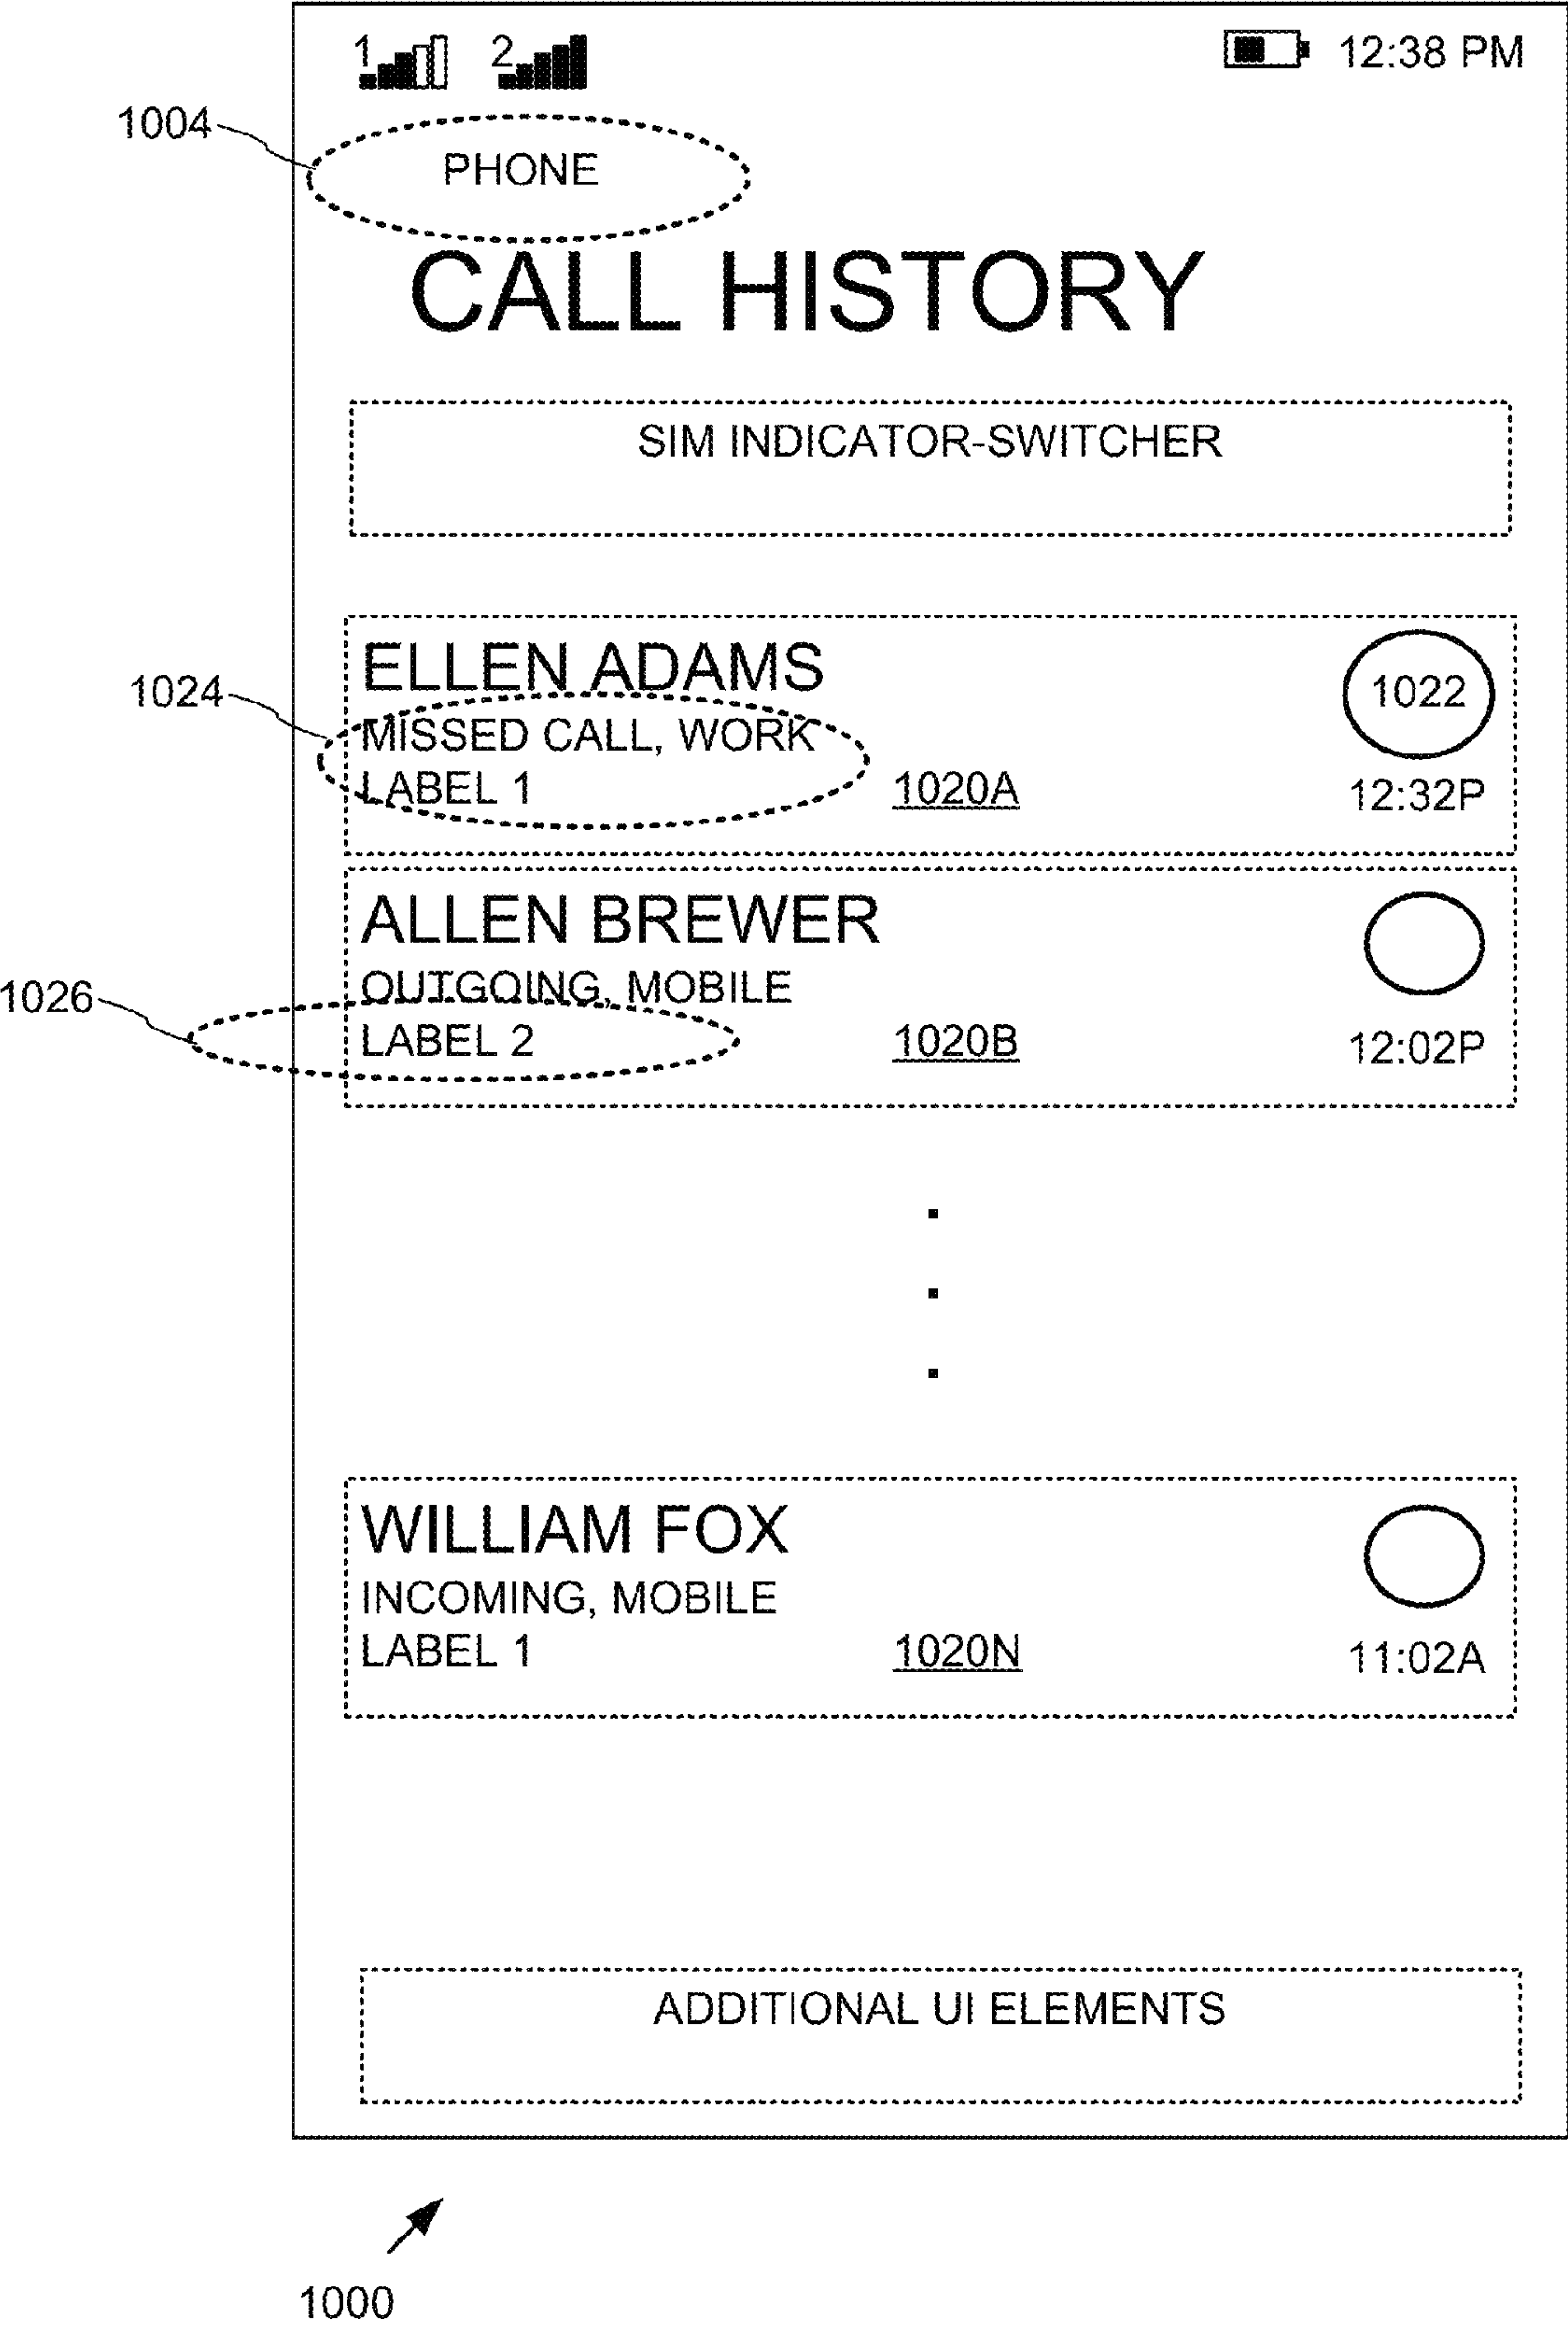 1 2 12:38 PM
1004
PHONE
CALL HISTORY
SIM INDICATOR-SWITCHER
ELLEN ADAMS
1022
1024
MISSED CALL, WORK
LABEL 1 1020A 12:32P
ALLEN BREWER
OUTGOING, MOBILE
1026
LABEL 2 1020B 12:02P
WILLIAM FOX
INCOMING, MOBILE
LABEL 1 1020N 11:02A
ADDITIONAL UI ELEMENTS
1000